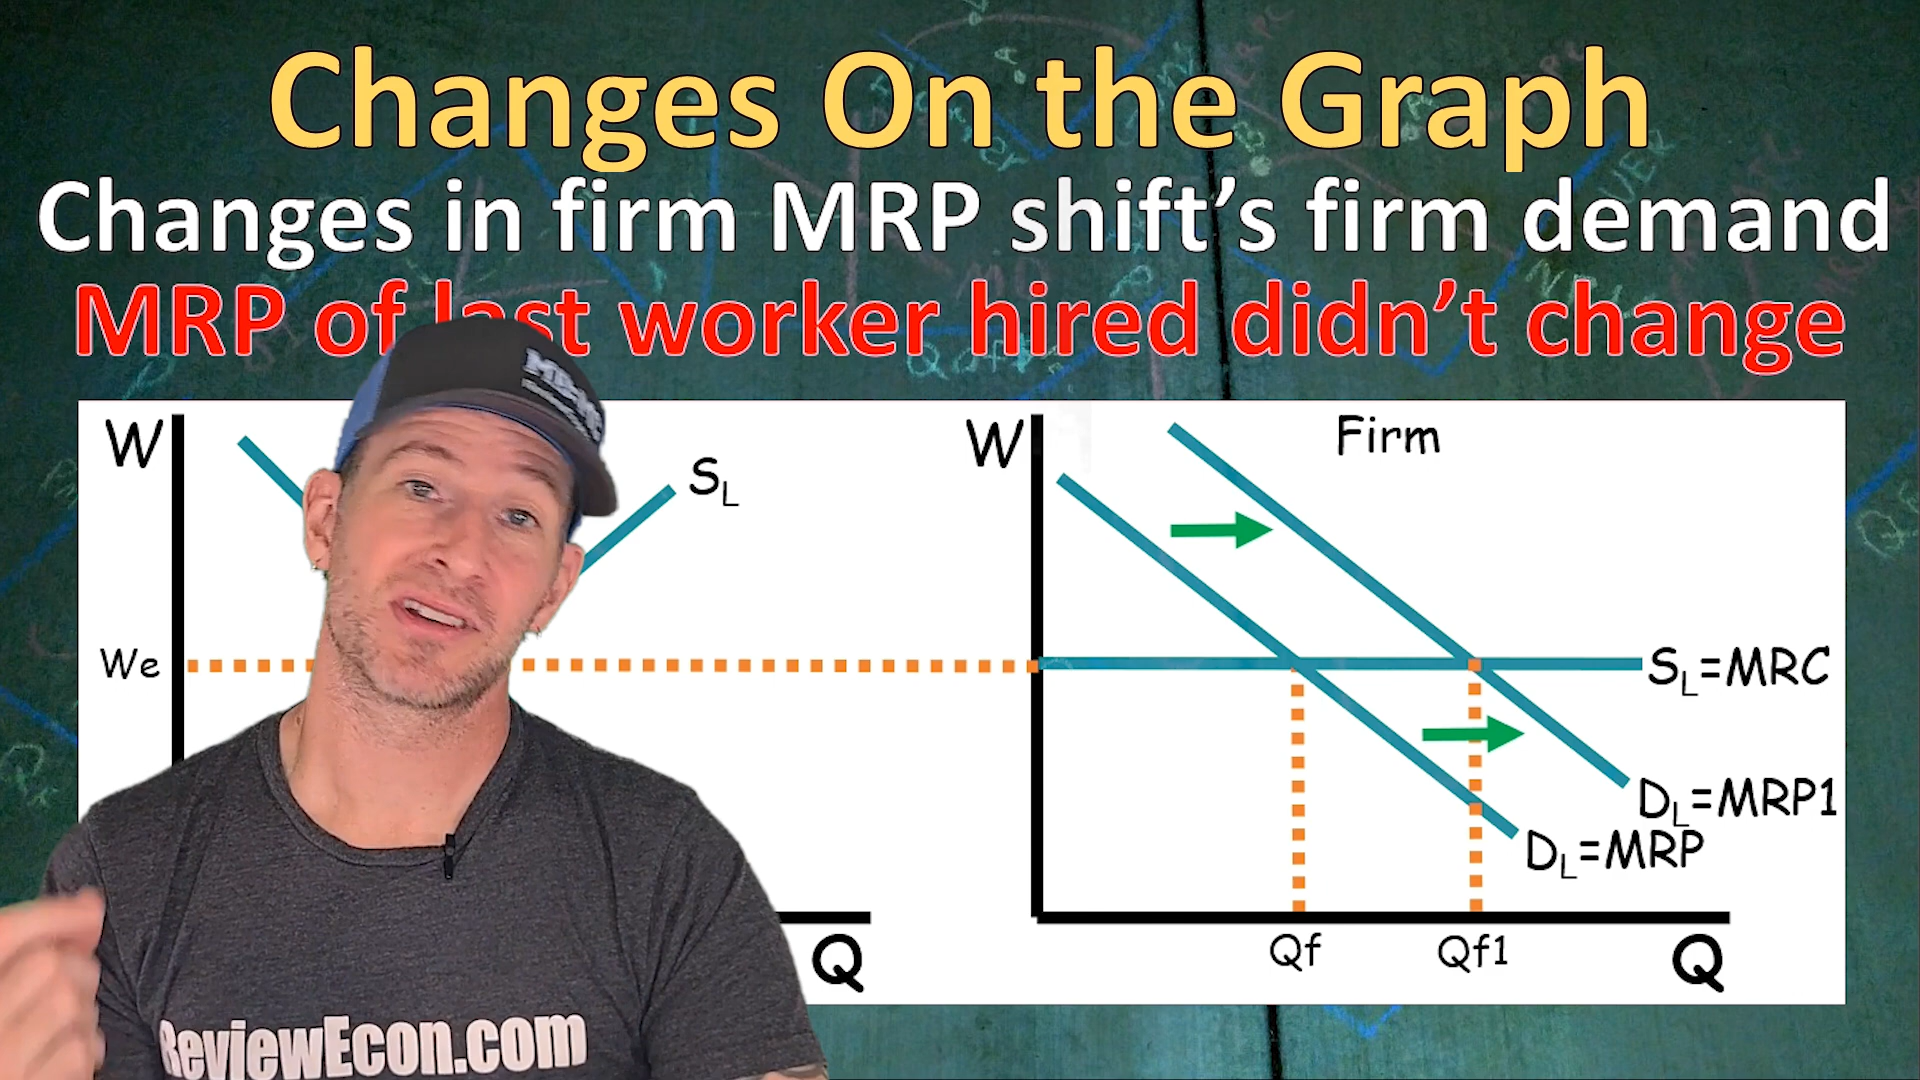 Changes On the Graph
Changes in firm MRP shift's firm demand
MRP of last worker hired didn't change
W
SL
We
Q
W
Firm
SL=MRC
DL=MRP1
DL=MRP
Qf
Qf1
Q
ReviewEcon.com